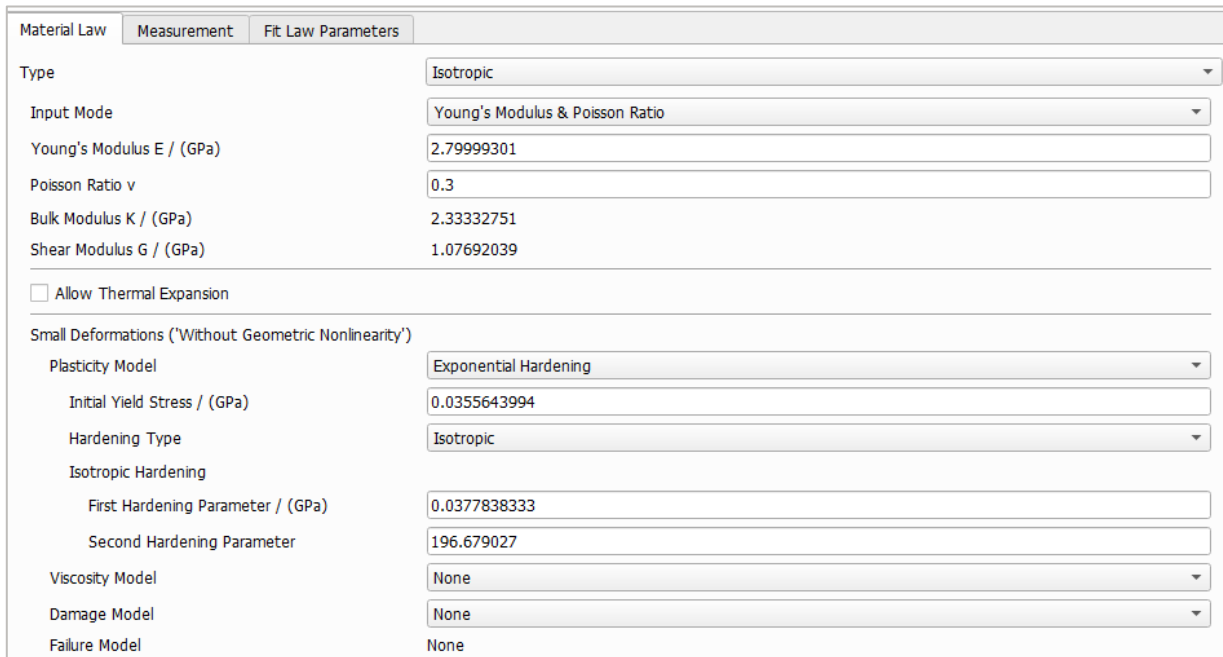 Material Law Measurement Fit Law Parameters
Type Isotropic
Input Mode Young's Modulus & Poisson Ratio
Young's Modulus E / (GPa) 2.79999301
Poisson Ratio v 0.3
Bulk Modulus K / (GPa) 2.33332751
Shear Modulus G / (GPa) 1.07692039
Allow Thermal Expansion
Small Deformations ('Without Geometric Nonlinearity')
Plasticity Model Exponential Hardening
Initial Yield Stress / (GPa) 0.0355643994
Hardening Type Isotropic
Isotropic Hardening
First Hardening Parameter / (GPa) 0.0377838333
Second Hardening Parameter 196.679027
Viscosity Model None
Damage Model None
Failure Model None